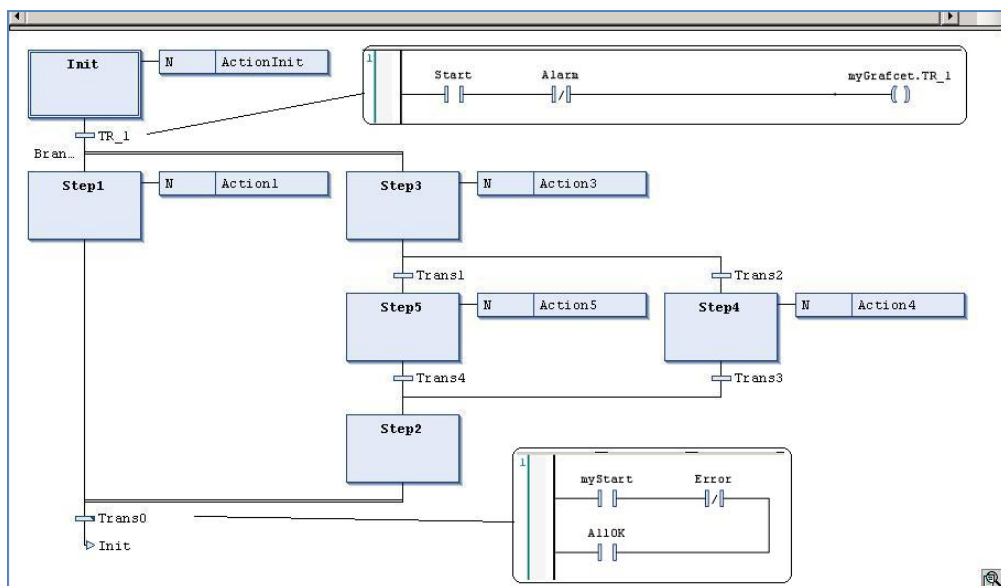 Init N ActionInit
1
Start Alarm myGrafcet.TR_1
TR_1
Bran…
Step1 N Action1 Step3 N Action3
Trans1 Trans2
Step5 N Action5 Step4 N Action4
Trans4 Trans3
Step2
1
myStart Error
AllOK
Trans0
Init